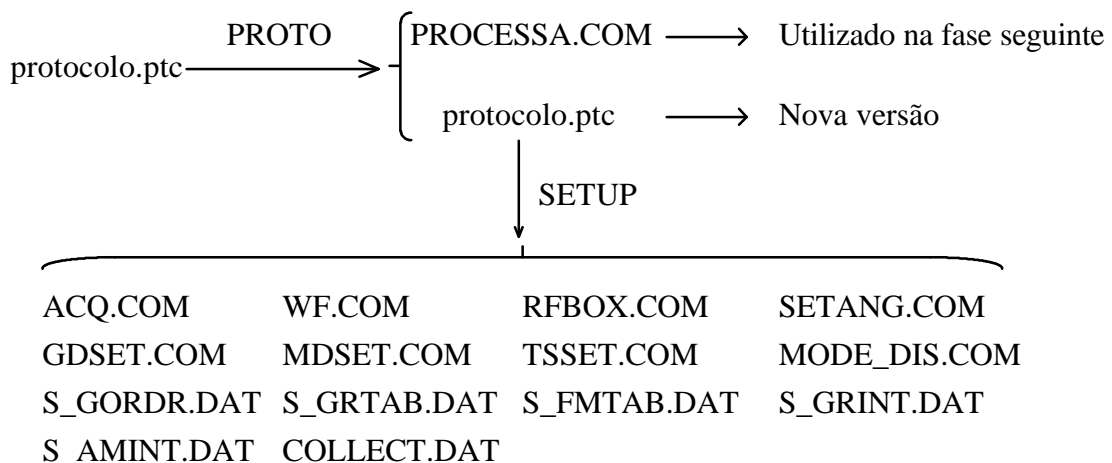 PROTO
PROCESSA.COM
Utilizado na fase seguinte
protocolo.ptc
protocolo.ptc
Nova versão
SETUP
ACQ.COM WF.COM RFBOX.COM SETANG.COM
GDSET.COM MDSET.COM TSSET.COM MODE_DIS.COM
S_GORDR.DAT S_GRTAB.DAT S_FMTAB.DAT S_GRINT.DAT
S_AMINT.DAT COLLECT.DAT